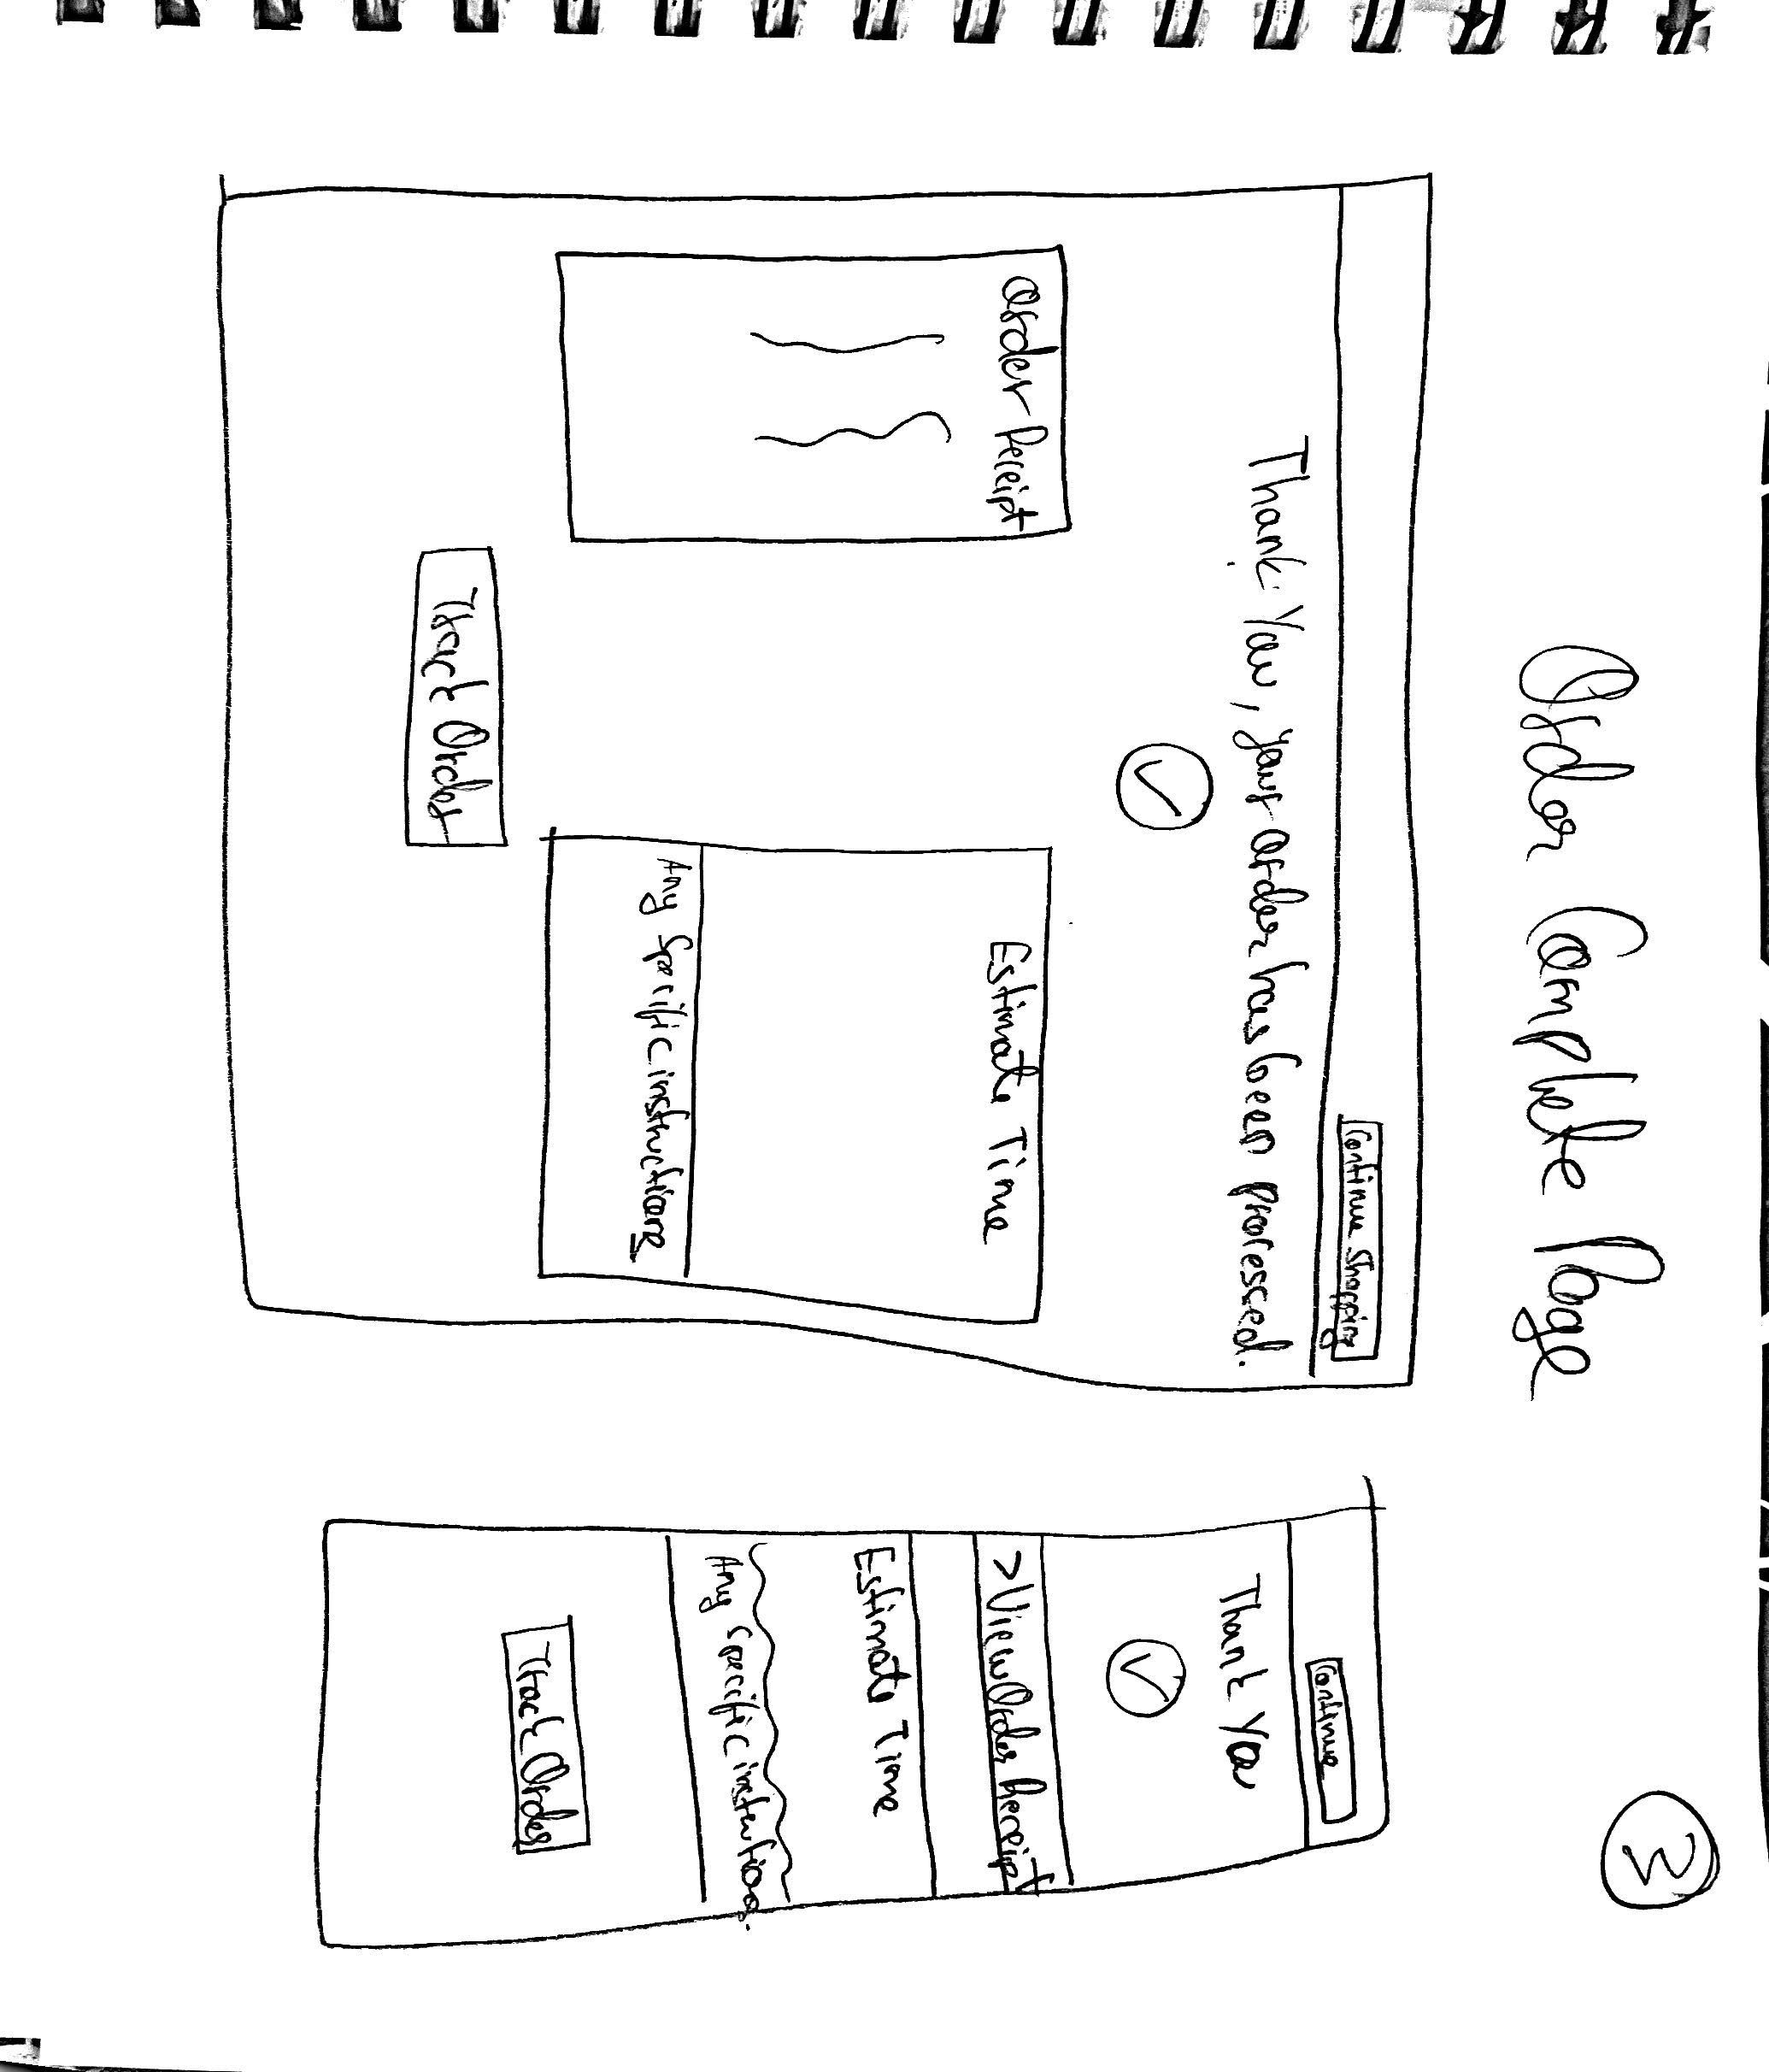 Order Complete Page
3
Continue Shopping
Thank You, your order has been processed.
Order Receipt
Estimate Time
Any Specific instructions
Track Order
Continue
Thank You
>View Order Receipt
Estimate Time
Any specific instructions.
Track Order